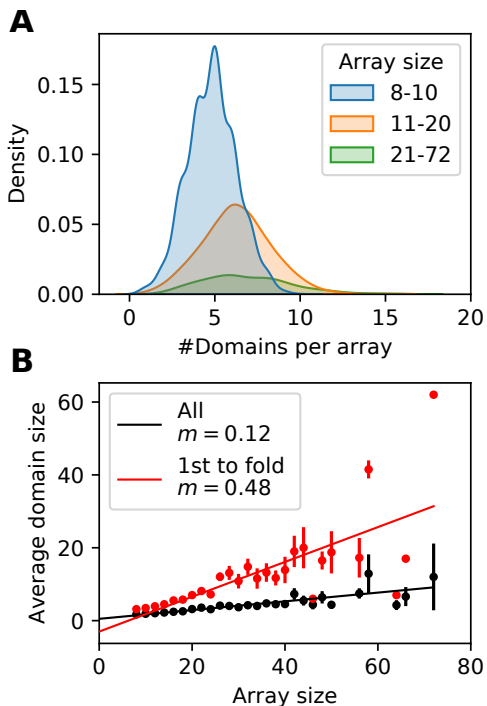 A
Density
0.15
0.10
0.05
0.00
Array size
8-10
11-20
21-72
0 5 10 15 20
#Domains per array
B
Average domain size
60
40
20
0
All
m = 0.12
1st to fold
m = 0.48
0 20 40 60 80
Array size